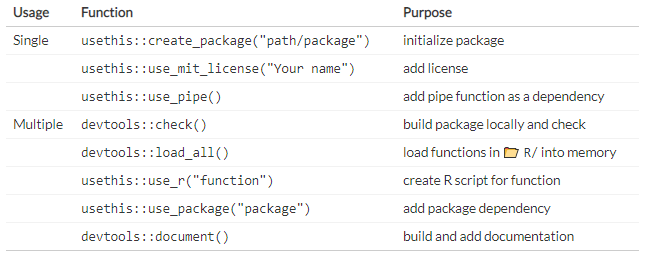 Usage Function Purpose
Single usethis::create_package("path/package") initialize package
usethis::use_mit_license("Your name") add license
usethis::use_pipe() add pipe function as a dependency
Multiple devtools::check() build package locally and check
devtools::load_all() load functions in R/ into memory
usethis::use_r("function") create R script for function
usethis::use_package("package") add package dependency
devtools::document() build and add documentation